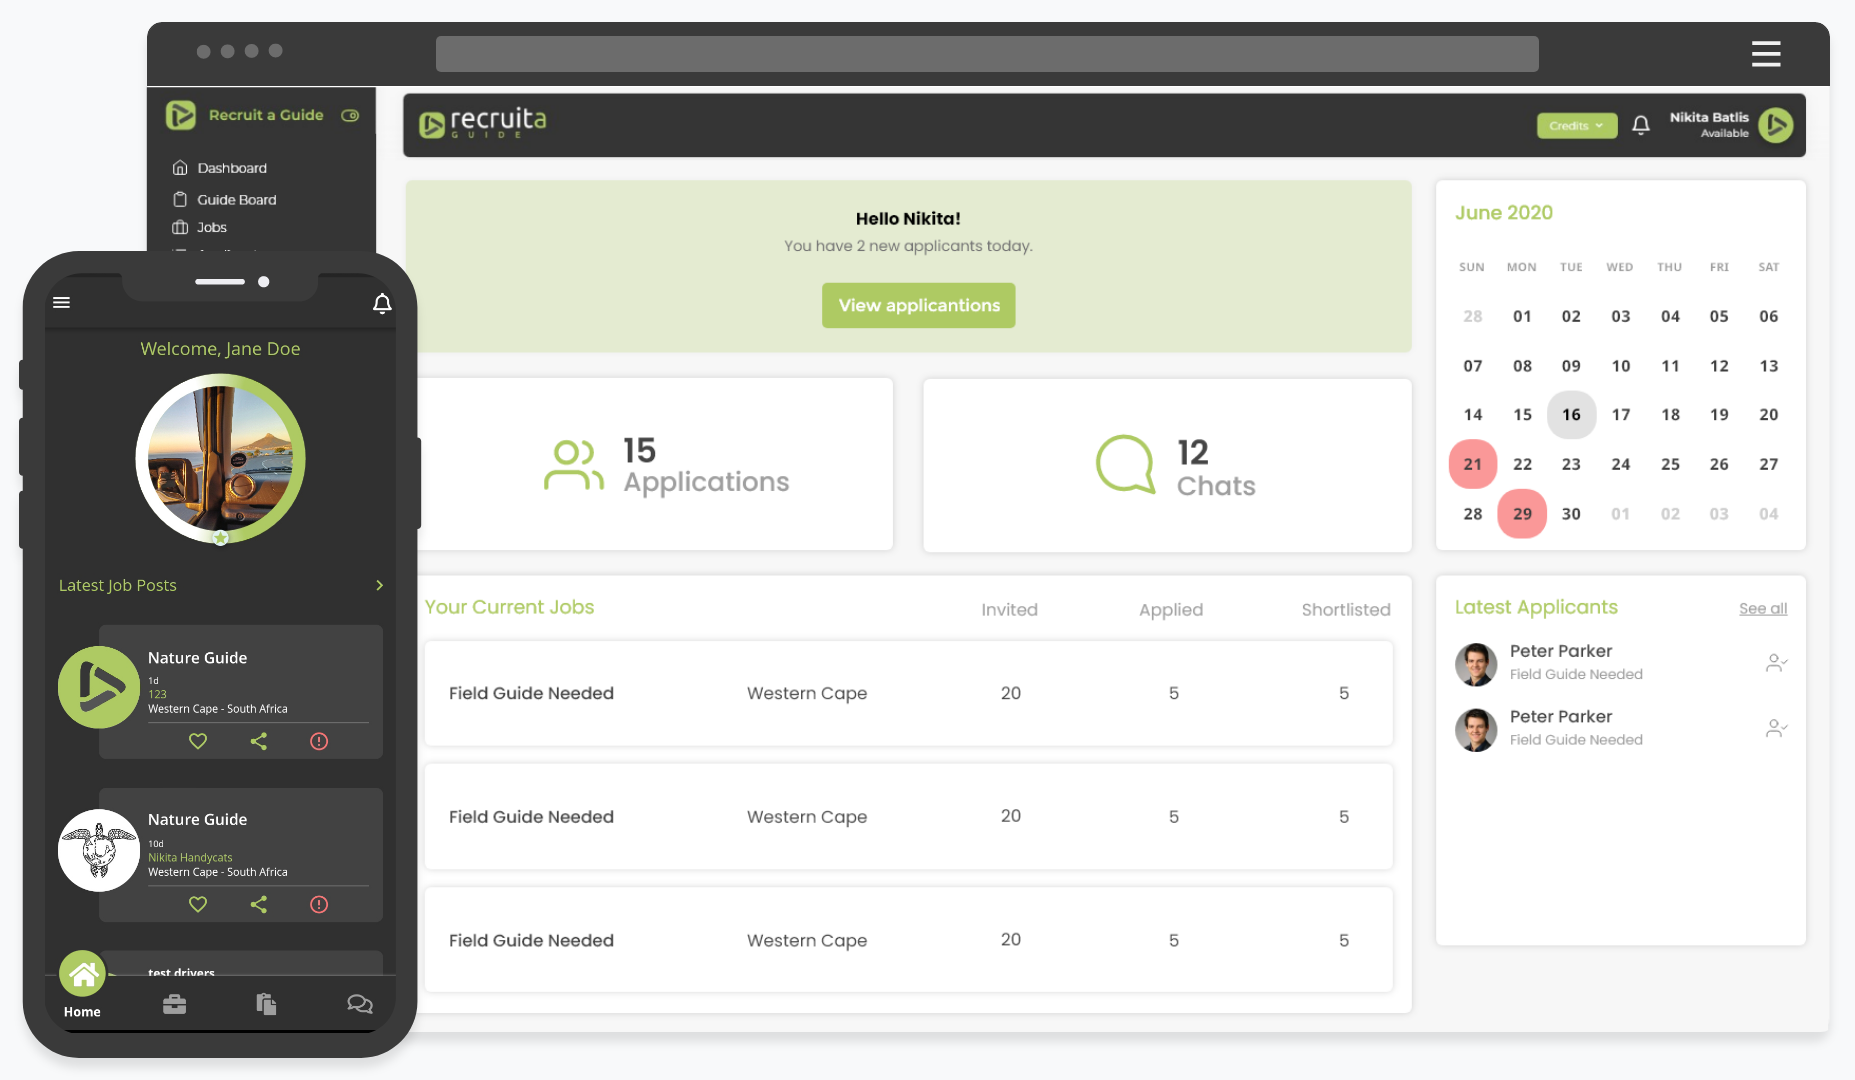 Recruit a Guide
Dashboard
Guide Board
Jobs
recruita
GUIDE
Credits
Nikita Batlis
Available
Hello Nikita!
You have 2 new applicants today.
View applicantions
15
Applications
12
Chats
June 2020
SUN MON TUE WED THU FRI SAT
28 01 02 03 04 05 06
07 08 09 10 11 12 13
14 15 16 17 18 19 20
21 22 23 24 25 26 27
28 29 30 01 02 03 04
Your Current Jobs Invited Applied Shortlisted
Field Guide Needed Western Cape 20 5 5
Field Guide Needed Western Cape 20 5 5
Field Guide Needed Western Cape 20 5 5
Latest Applicants See all
Peter Parker
Field Guide Needed
Peter Parker
Field Guide Needed
Welcome, Jane Doe
Latest Job Posts
Nature Guide
1d
123
Western Cape - South Africa
Nature Guide
10d
Nikita Handycats
Western Cape - South Africa
test drivers
Home